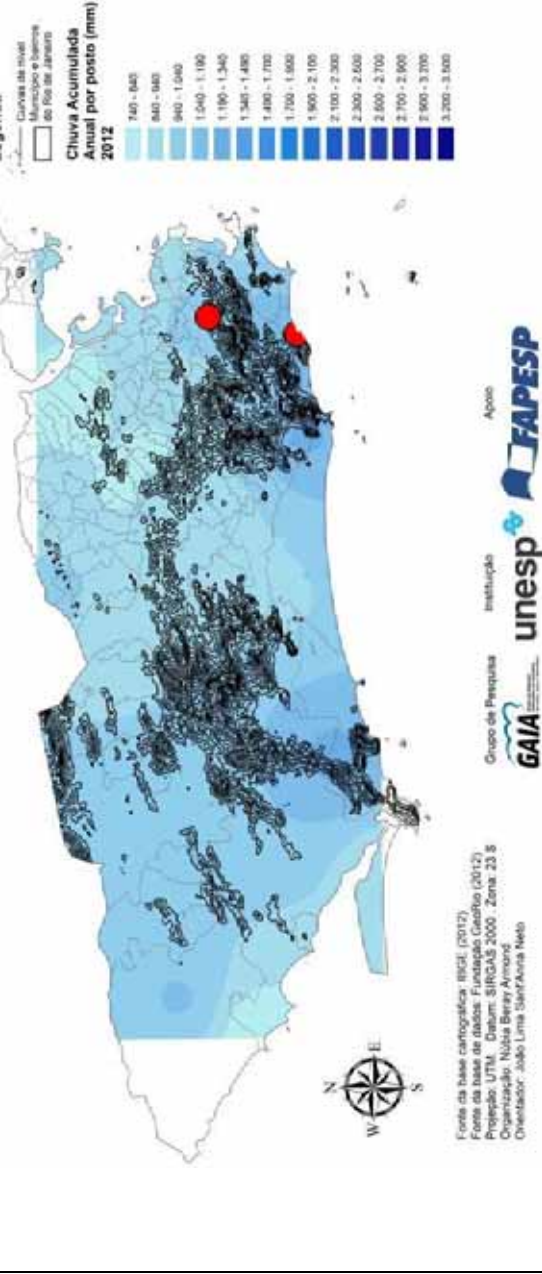 Curvas de nível
Município e bairros
do Rio de Janeiro
Chuva Acumulada
Anual por posto (mm)
2012
740 - 840
840 - 940
940 - 1.040
1.040 - 1.190
1.190 - 1.340
1.340 - 1.490
1.490 - 1.700
1.700 - 1.900
1.900 - 2.100
2.100 - 2.300
2.300 - 2.600
2.600 - 2.700
2.700 - 2.900
2.900 - 3.200
3.200 - 3.500
N
W
E
S
Fonte da base cartográfica: IBGE (2012)
Fonte da base de dados: Fundação GeoRio (2012)
Projeção: UTM. Datum: SIRGAS 2000. Zona: 23 S
Organização: Núbia Beray Armond
Orientador: João Lima Sant'Anna Neto
Grupo de Pesquisa
GAIA
Instituição
unesp
Apoio
FAPESP